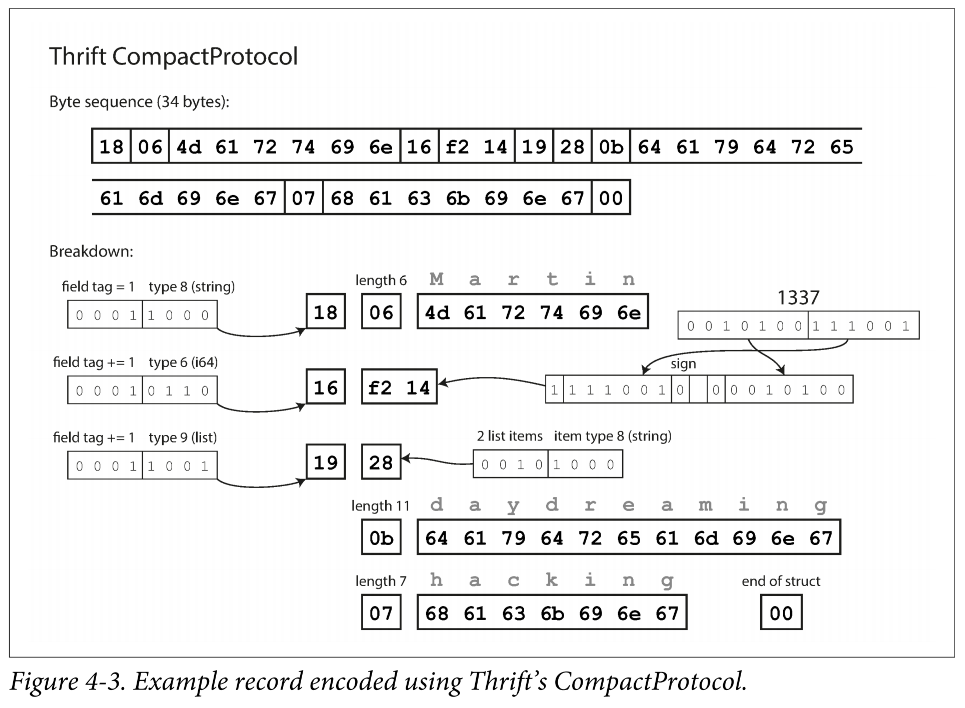 Thrift CompactProtocol
Byte sequence (34 bytes):
18 06 4d 61 72 74 69 6e 16 f2 14 19 28 0b 64 61 79 64 72 65
61 6d 69 6e 67 07 68 61 63 6b 69 6e 67 00
Breakdown:
length 6 M a r t i n
field tag = 1 type 8 (string)
0 0 0 1 1 0 0 0 18 06 4d 61 72 74 69 6e
1337
0 0 1 0 1 0 0 1 1 1 0 0 1
field tag += 1 type 6 (i64)
sign
0 0 0 1 0 1 1 0 16 f2 14 1 1 1 1 0 0 1 0 0 0 0 1 0 1 0 0
field tag += 1 type 9 (list)
2 list items item type 8 (string)
0 0 0 1 1 0 0 1 19 28 0 0 1 0 1 0 0 0
length 11 d a y d r e a m i n g
0b 64 61 79 64 72 65 61 6d 69 6e 67
length 7 h a c k i n g end of struct
07 68 61 63 6b 69 6e 67 00
Figure 4-3. Example record encoded using Thrift’s CompactProtocol.